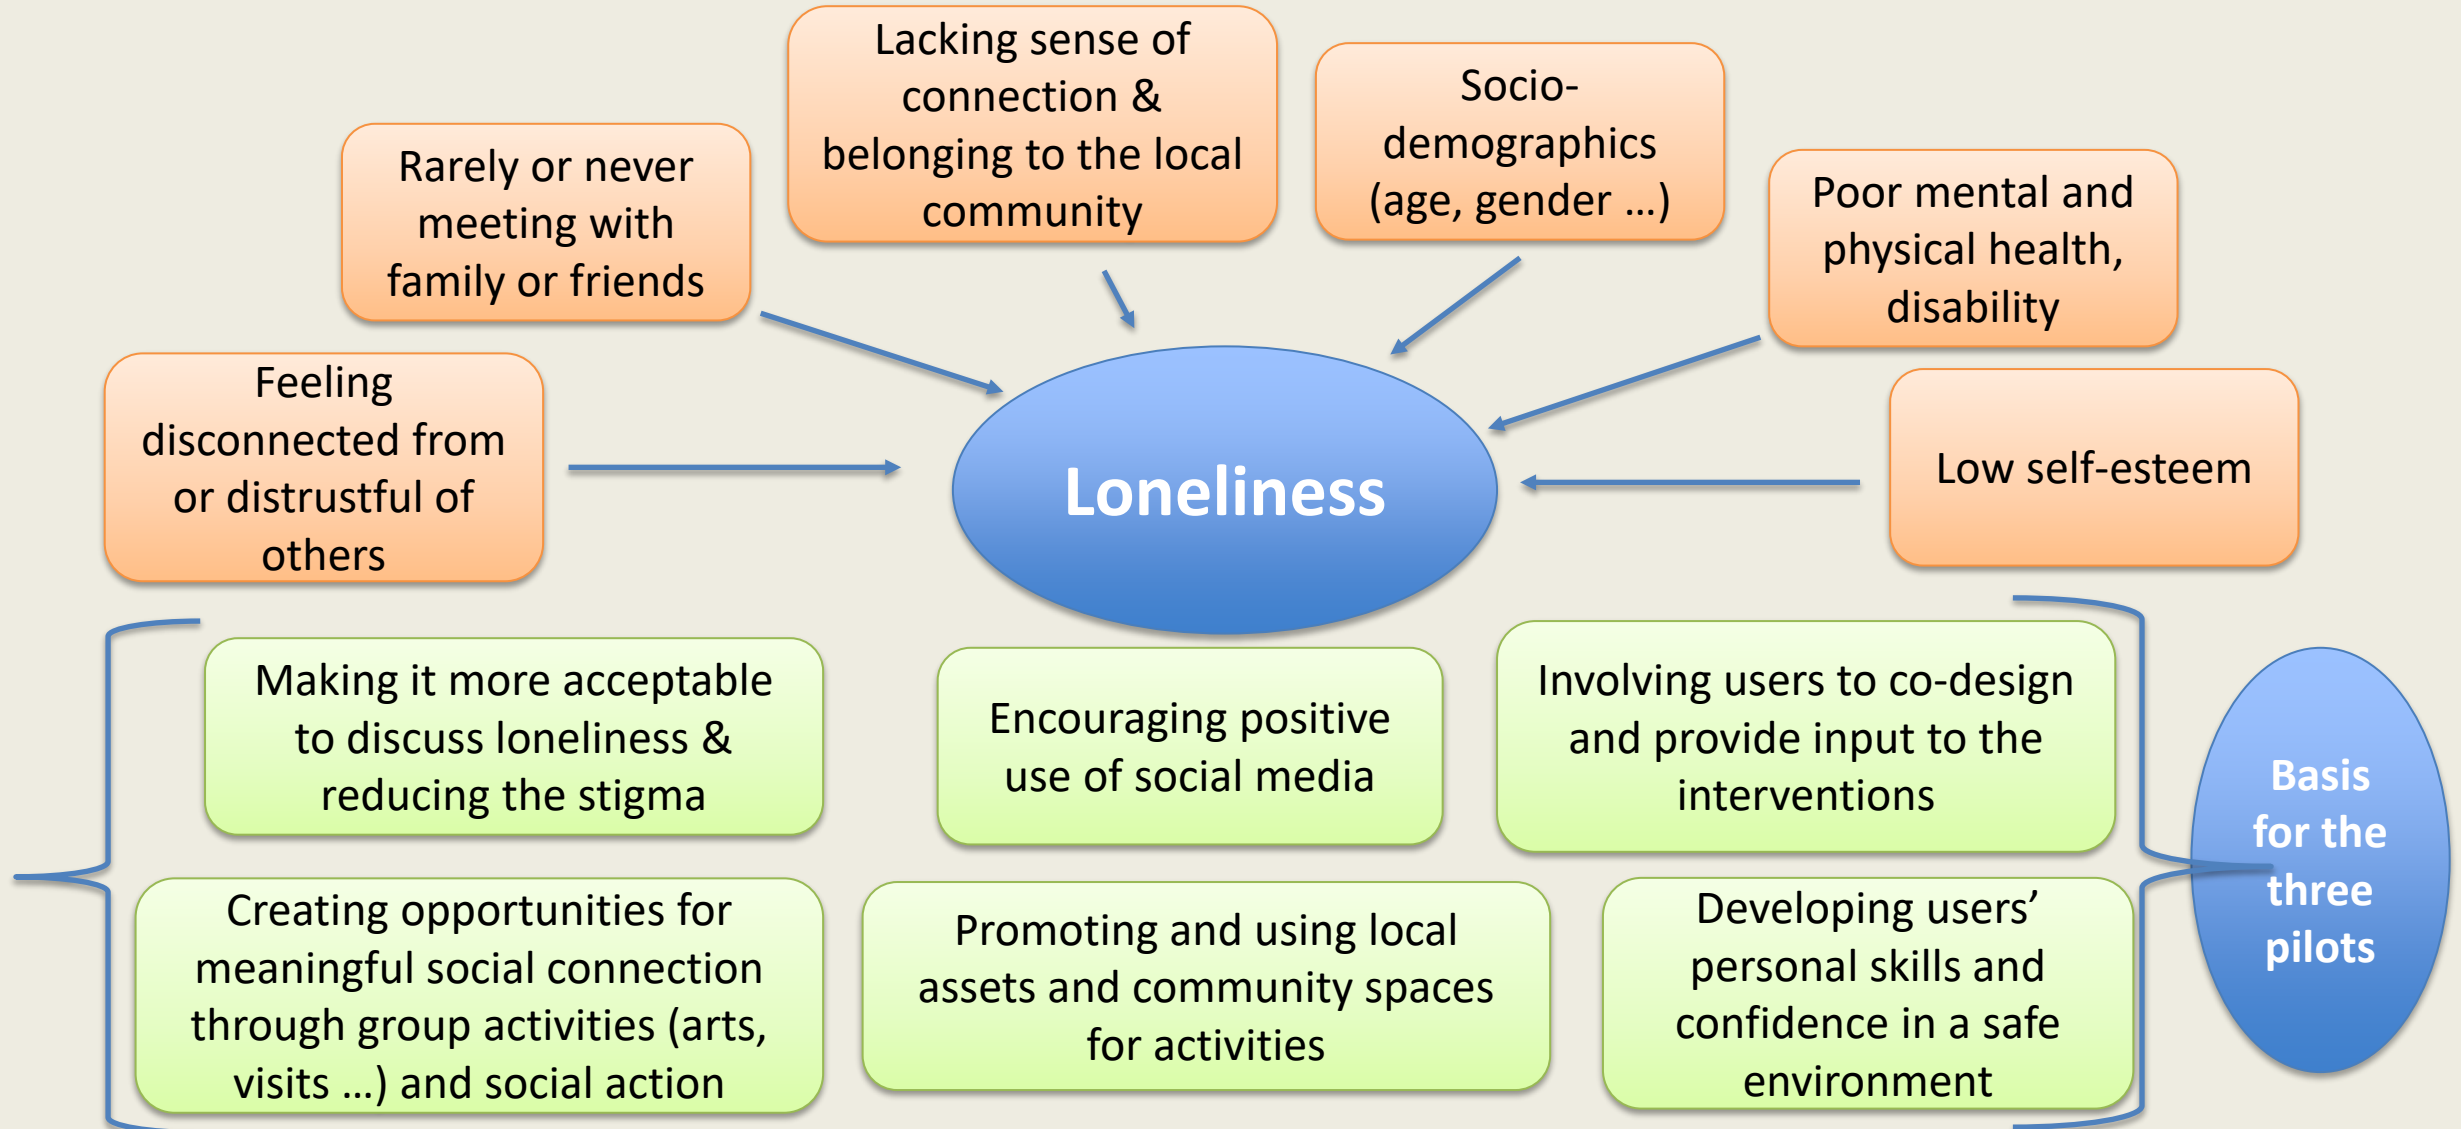 Lacking sense of
connection &
belonging to the local
community
Socio-
demographics
(age, gender …)
Rarely or never
meeting with
family or friends
Poor mental and
physical health,
disability
Feeling
disconnected from
or distrustful of
others
Loneliness
Low self-esteem
Making it more acceptable
to discuss loneliness &
reducing the stigma
Encouraging positive
use of social media
Involving users to co-design
and provide input to the
interventions
Creating opportunities for
meaningful social connection
through group activities (arts,
visits …) and social action
Promoting and using local
assets and community spaces
for activities
Developing users’
personal skills and
confidence in a safe
environment
Basis
for the
three
pilots